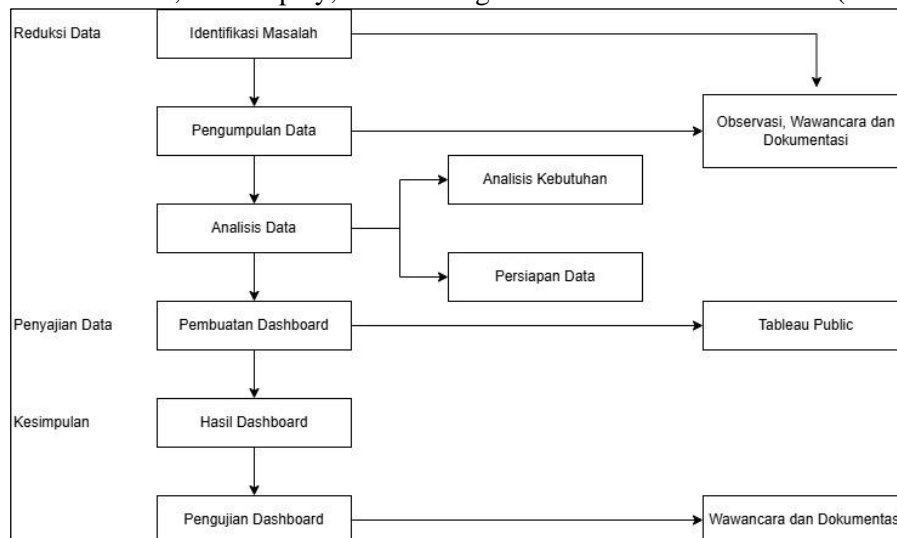 Reduksi Data
Identifikasi Masalah
Pengumpulan Data
Observasi, Wawancara dan
Dokumentasi
Analisis Kebutuhan
Analisis Data
Persiapan Data
Penyajian Data
Pembuatan Dashboard
Tableau Public
Kesimpulan
Hasil Dashboard
Pengujian Dashboard
Wawancara dan Dokumentasi